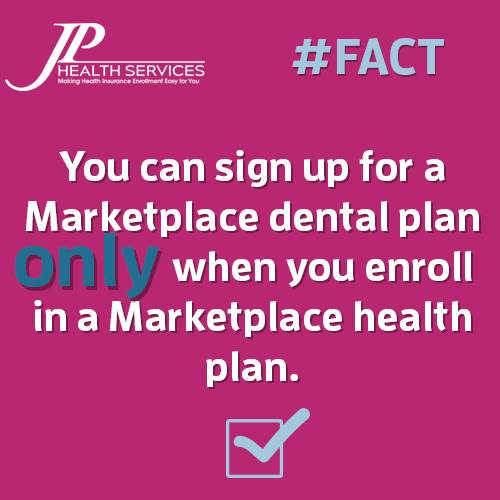 JP
HEALTH SERVICES
Making Health Insurance Enrollment Easy for You
#FACT
You can sign up for a
Marketplace dental plan
only when you enroll
in a Marketplace health
plan.